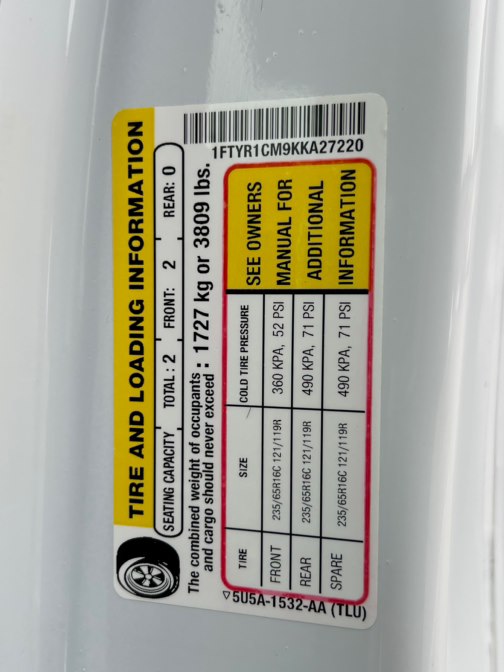 TIRE AND LOADING INFORMATION
SEATING CAPACITY TOTAL : 2 FRONT: 2 REAR: 0
The combined weight of occupants
and cargo should never exceed : 1727 kg or 3809 lbs.
TIRE SIZE COLD TIRE PRESSURE
FRONT 235/65R16C 121/119R 360 KPA, 52 PSI
REAR 235/65R16C 121/119R 490 KPA, 71 PSI
SPARE 235/65R16C 121/119R 490 KPA, 71 PSI
SEE OWNERS
MANUAL FOR
ADDITIONAL
INFORMATION
▽5U5A-1532-AA (TLU)
1FTYR1CM9KKA27220